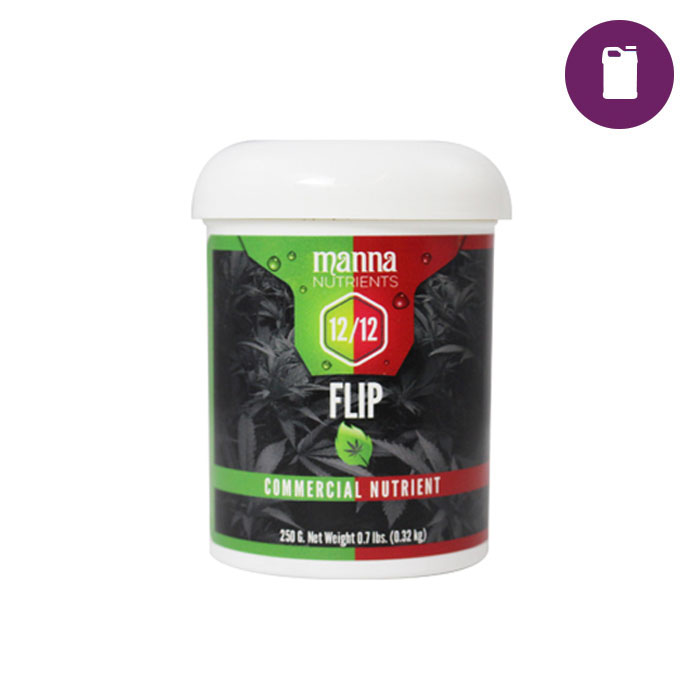 manna
NUTRIENTS
12/12
FLIP
COMMERCIAL NUTRIENT
250 G. Net Weight 0.7 lbs. (0.32 kg)